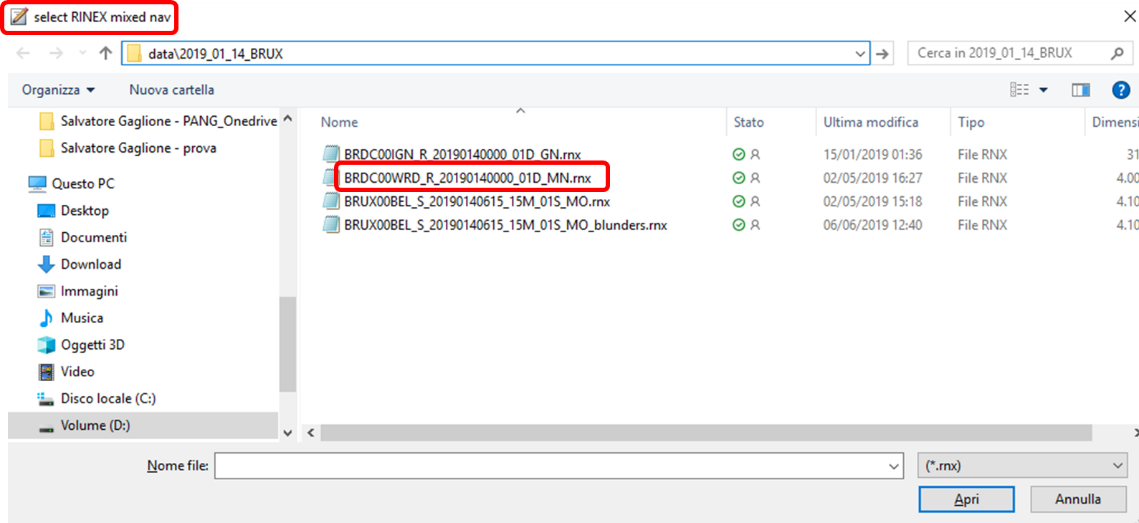 select RINEX mixed nav
data\2019_01_14_BRUX
Cerca in 2019_01_14_BRUX
Organizza
Nuova cartella
Salvatore Gaglione - PANG_Onedrive
Salvatore Gaglione - prova
Questo PC
Desktop
Documenti
Download
Immagini
Musica
Oggetti 3D
Video
Disco locale (C:)
Volume (D:)
Nome Stato Ultima modifica Tipo Dimensi
BRDC00IGN_R_20190140000_01D_GN.rnx 15/01/2019 01:36 File RNX 31
BRDC00WRD_R_20190140000_01D_MN.rnx 02/05/2019 16:27 File RNX 4.00
BRUX00BEL_S_20190140615_15M_01S_MO.rnx 02/05/2019 15:18 File RNX 4.10
BRUX00BEL_S_20190140615_15M_01S_MO_blunders.rnx 06/06/2019 12:40 File RNX 4.10
Nome file: (*.rnx)
Apri Annulla